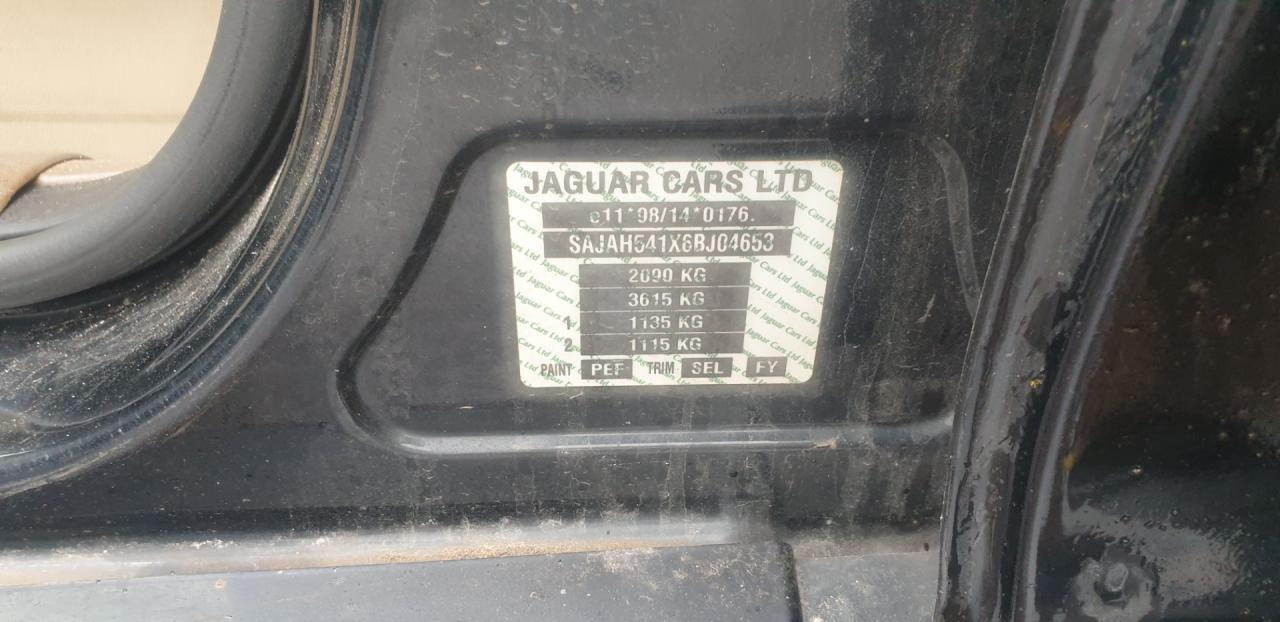 JAGUAR CARS LTD
e11*98/14*0176.
SAJAH541X6BJ04653
2090 KG
3615 KG
1 1135 KG
2 1115 KG
PAINT PEF TRIM SEL FY